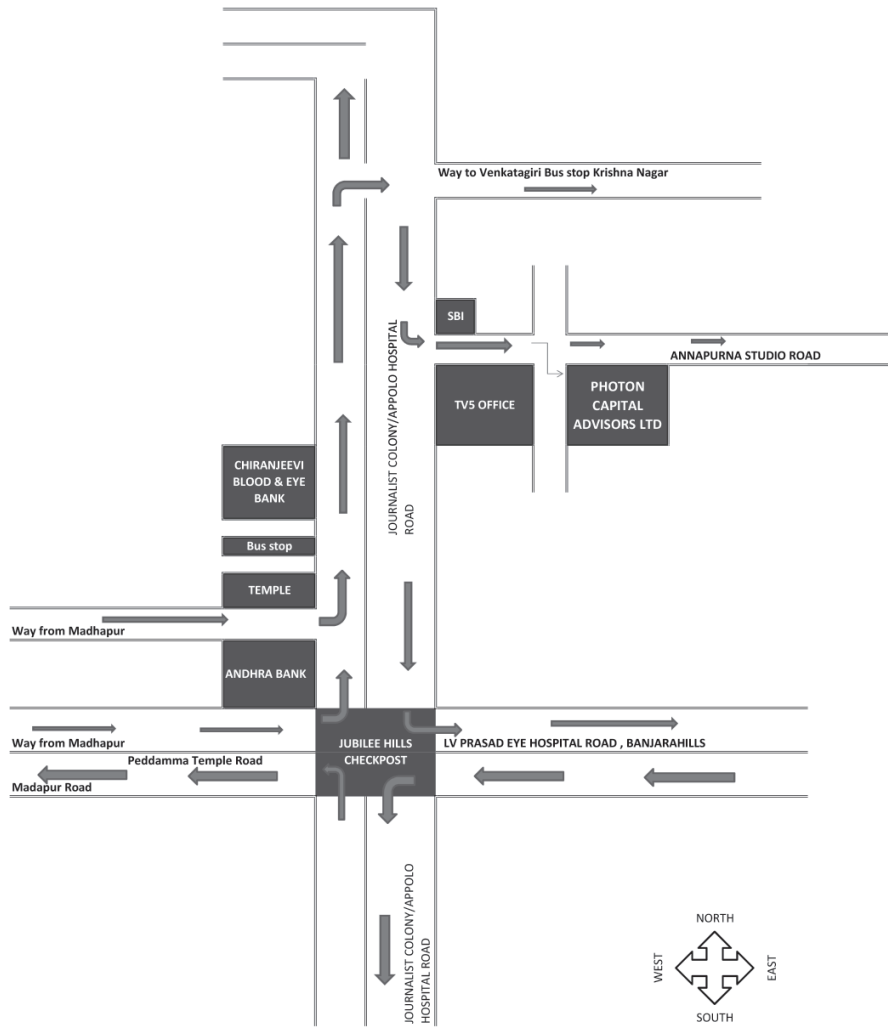 Way to Venkatagiri Bus stop Krishna Nagar
SBI
ANNAPURNA STUDIO ROAD
JOURNALIST COLONY/APPOLO HOSPITAL
ROAD
TV5 OFFICE
PHOTON
CAPITAL
ADVISORS LTD
CHIRANJEEVI
BLOOD & EYE
BANK
Bus stop
TEMPLE
Way from Madhapur
ANDHRA BANK
Way from Madhapur
JUBILEE HILLS
CHECKPOST
LV PRASAD EYE HOSPITAL ROAD , BANJARAHILLS
Peddamma Temple Road
Madapur Road
JOURNALIST COLONY/APPOLO
HOSPITAL ROAD
NORTH
WEST
EAST
SOUTH